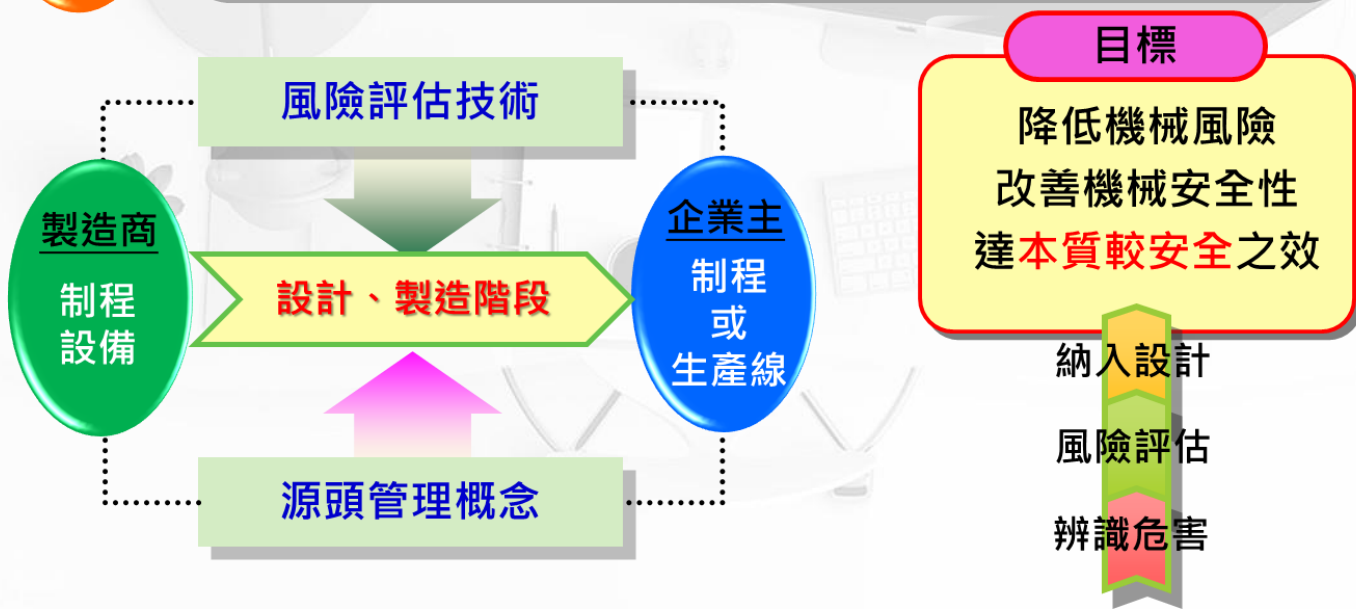 風險評估技術
製造商
制程
設備
設計、製造階段
企業主
制程
或
生產線
源頭管理概念
目標
降低機械風險
改善機械安全性
達本質較安全之效
納入設計
風險評估
辨識危害